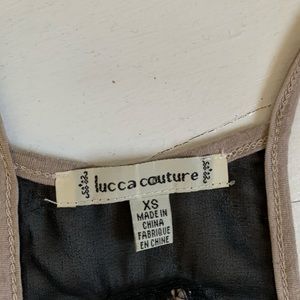 lucca couture
XS
MADE IN
CHINA
FABRIQUE
EN CHINE